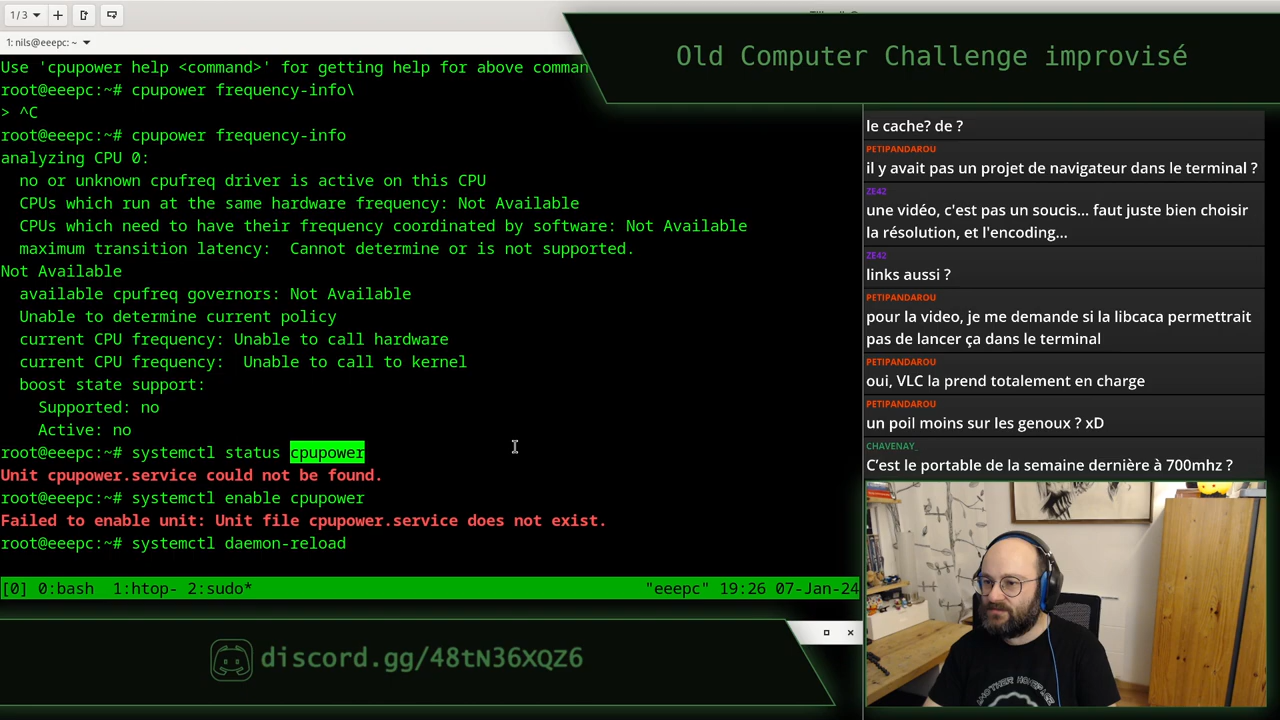 1/3
1: nils@eeepc: ~
Old Computer Challenge improvisé
Use 'cpupower help <command>' for getting help for above comman
root@eeepc:~# cpupower frequency-info\
> ^C
root@eeepc:~# cpupower frequency-info
analyzing CPU 0:
  no or unknown cpufreq driver is active on this CPU
  CPUs which run at the same hardware frequency: Not Available
  CPUs which need to have their frequency coordinated by software: Not Available
  maximum transition latency:  Cannot determine or is not supported.
Not Available
  available cpufreq governors: Not Available
  Unable to determine current policy
  current CPU frequency: Unable to call hardware
  current CPU frequency:  Unable to call to kernel
  boost state support:
    Supported: no
    Active: no
root@eeepc:~# systemctl status cpupower
Unit cpupower.service could not be found.
root@eeepc:~# systemctl enable cpupower
Failed to enable unit: Unit file cpupower.service does not exist.
root@eeepc:~# systemctl daemon-reload
[0] 0:bash  1:htop- 2:sudo*
"eeepc" 19:26 07-Jan-24
le cache? de ?
PETIPANDAROU
il y avait pas un projet de navigateur dans le terminal ?
ZE42
une vidéo, c'est pas un soucis... faut juste bien choisir
la résolution, et l'encoding...
ZE42
links aussi ?
PETIPANDAROU
pour la video, je me demande si la libcaca permettrait
pas de lancer ça dans le terminal
PETIPANDAROU
oui, VLC la prend totalement en charge
PETIPANDAROU
un poil moins sur les genoux ? xD
CHAVENAY_
C'est le portable de la semaine dernière à 700mhz ?
discord.gg/48tN36XQZ6